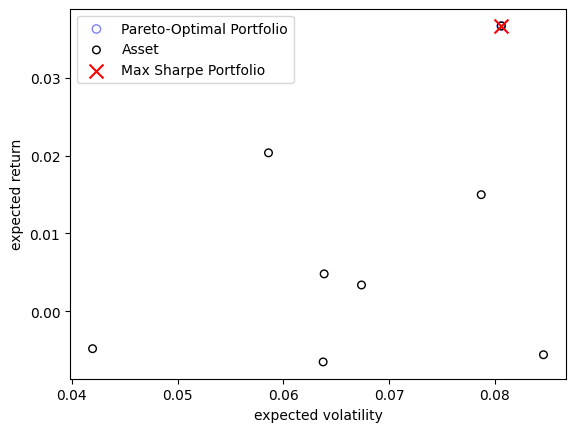 Pareto-Optimal Portfolio
Asset
Max Sharpe Portfolio
0.03
0.02
0.01
0.00
expected return
0.04 0.05 0.06 0.07 0.08
expected volatility